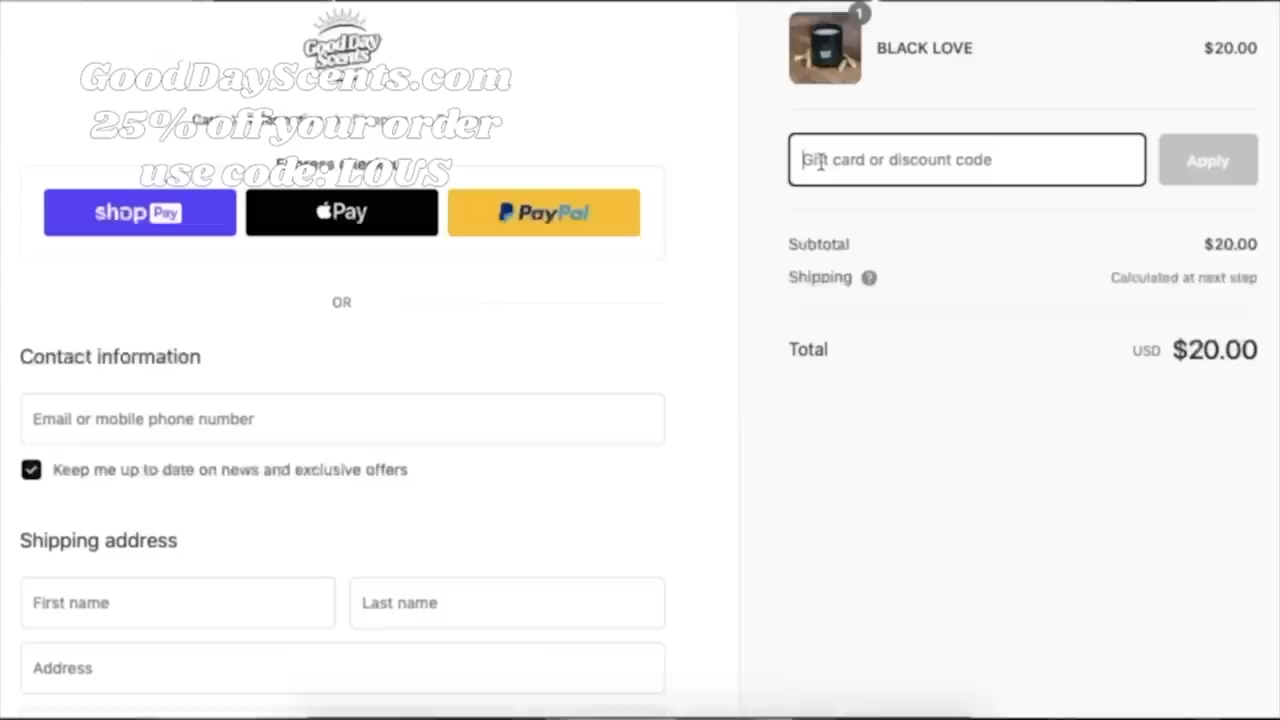 GoodDay
Scents
GoodDayScents.com
25% off your order
use code: LOUS
shop Pay
Pay
PayPal
OR
Contact information
Email or mobile phone number
Keep me up to date on news and exclusive offers
Shipping address
First name
Last name
Address
1
BLACK LOVE
$20.00
Gift card or discount code
Apply
Subtotal
$20.00
Shipping
?
Calculated at next step
Total
USD $20.00